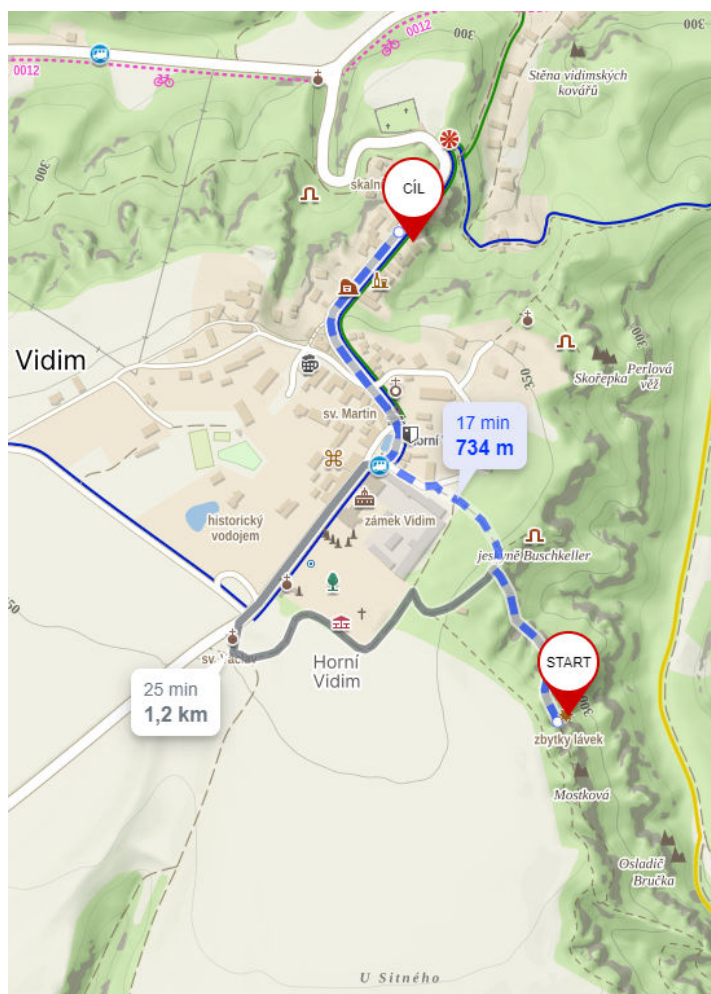 0012
0012
300
Stěna vidimských
kovářů
300
CÍL
300
Skořepka
Perlová
věž
350
Vidim
sv. Martin
17 min
734 m
historický
vodojem
zámek Vidim
jeskyně Buschkeller
START
300
zbytky lávek
25 min
1,2 km
Horní
Vidim
Mostková
Osladič
Bručka
U Sitného